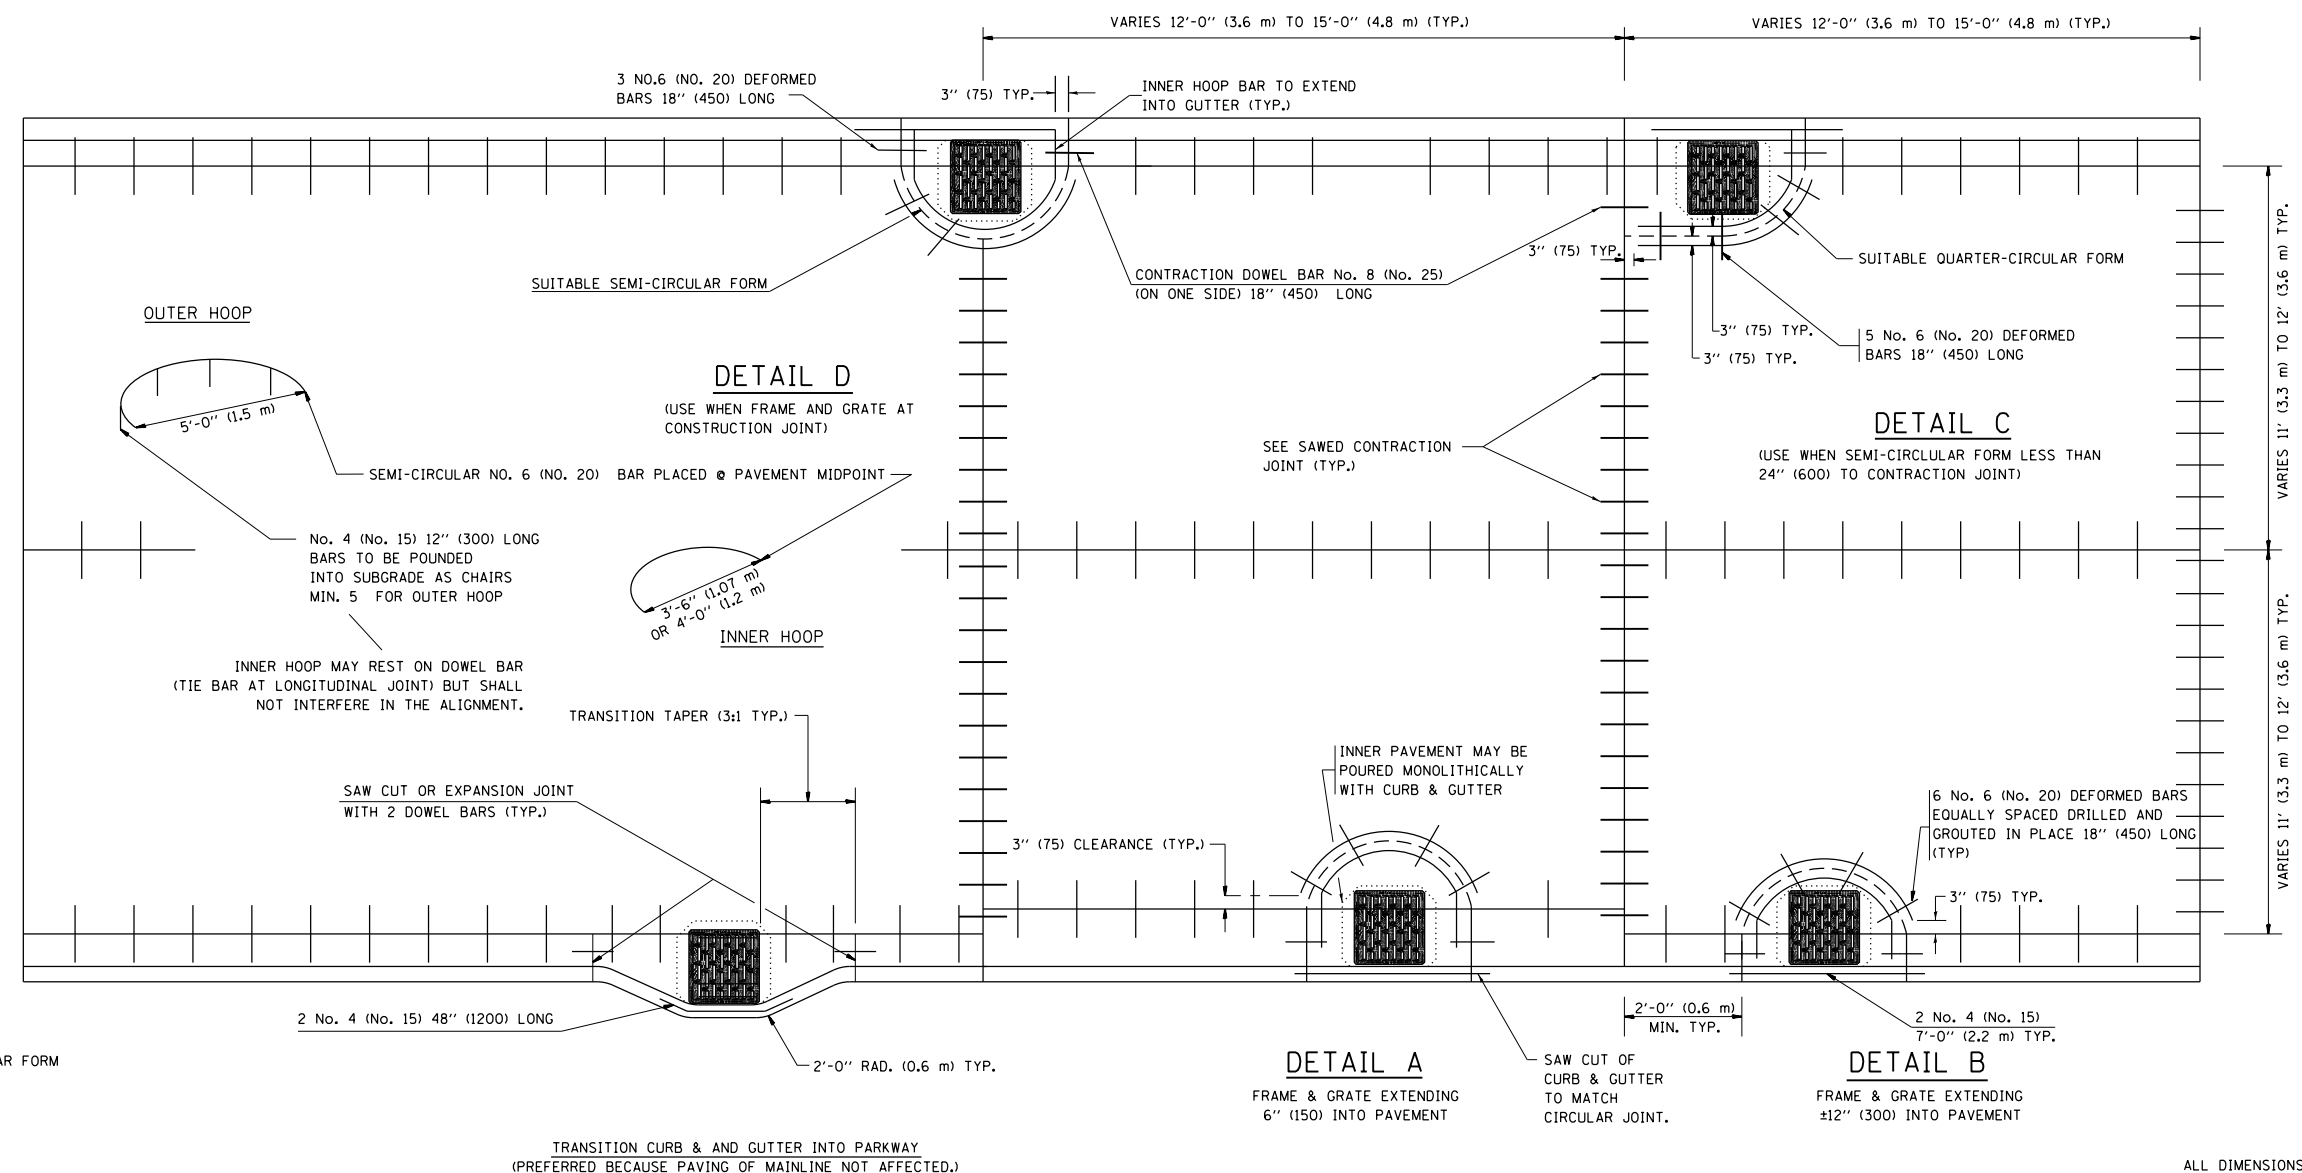 VARIES 12'-0" (3.6 m) TO 15'-0" (4.8 m) (TYP.)
VARIES 12'-0" (3.6 m) TO 15'-0" (4.8 m) (TYP.)
3 NO.6 (NO. 20) DEFORMED
BARS 18" (450) LONG
3" (75) TYP.
INNER HOOP BAR TO EXTEND
INTO GUTTER (TYP.)
SUITABLE SEMI-CIRCULAR FORM
CONTRACTION DOWEL BAR No. 8 (No. 25)
(ON ONE SIDE) 18" (450) LONG
3" (75) TYP.
SUITABLE QUARTER-CIRCULAR FORM
3" (75) TYP.
3" (75) TYP.
5 No. 6 (No. 20) DEFORMED
BARS 18" (450) LONG
VARIES 11' (3.3 m) TO 12' (3.6 m) TYP.
OUTER HOOP
5'-0" (1.5 m)
DETAIL D
(USE WHEN FRAME AND GRATE AT
CONSTRUCTION JOINT)
DETAIL C
(USE WHEN SEMI-CIRCLULAR FORM LESS THAN
24" (600) TO CONTRACTION JOINT)
SEE SAWED CONTRACTION
JOINT (TYP.)
SEMI-CIRCULAR NO. 6 (NO. 20) BAR PLACED @ PAVEMENT MIDPOINT
No. 4 (No. 15) 12" (300) LONG
BARS TO BE POUNDED
INTO SUBGRADE AS CHAIRS
MIN. 5 FOR OUTER HOOP
3'-6" (1.07 m)
OR 4'-0" (1.2 m)
INNER HOOP
INNER HOOP MAY REST ON DOWEL BAR
(TIE BAR AT LONGITUDINAL JOINT) BUT SHALL
NOT INTERFERE IN THE ALIGNMENT.
TRANSITION TAPER (3:1 TYP.)
SAW CUT OR EXPANSION JOINT
WITH 2 DOWEL BARS (TYP.)
INNER PAVEMENT MAY BE
POURED MONOLITHICALLY
WITH CURB & GUTTER
3" (75) CLEARANCE (TYP.)
6 No. 6 (No. 20) DEFORMED BARS
EQUALLY SPACED DRILLED AND
GROUTED IN PLACE 18" (450) LONG
(TYP)
3" (75) TYP.
VARIES 11' (3.3 m) TO 12' (3.6 m) TYP.
2 No. 4 (No. 15) 48" (1200) LONG
2'-0" RAD. (0.6 m) TYP.
2'-0" (0.6 m)
MIN. TYP.
2 No. 4 (No. 15)
7'-0" (2.2 m) TYP.
AR FORM
DETAIL A
FRAME & GRATE EXTENDING
6" (150) INTO PAVEMENT
SAW CUT OF
CURB & GUTTER
TO MATCH
CIRCULAR JOINT.
DETAIL B
FRAME & GRATE EXTENDING
±12" (300) INTO PAVEMENT
TRANSITION CURB & AND GUTTER INTO PARKWAY
(PREFERRED BECAUSE PAVING OF MAINLINE NOT AFFECTED.)
ALL DIMENSIONS